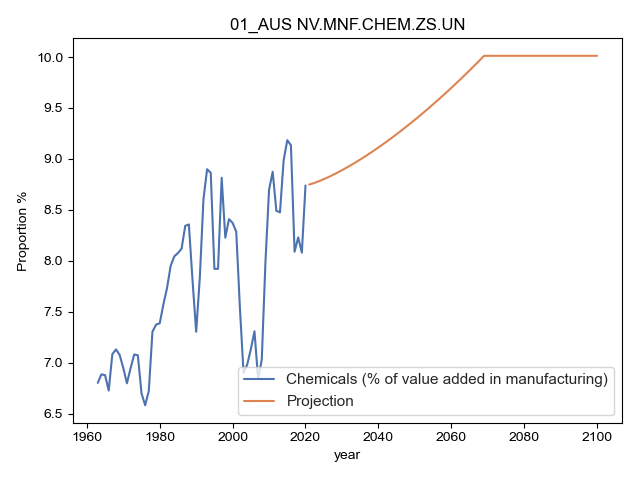 01_AUS NV.MNF.CHEM.ZS.UN
10.0
9.5
9.0
8.5
8.0
7.5
7.0
6.5
Proportion %
Chemicals (% of value added in manufacturing)
Projection
1960 1980 2000 2020 2040 2060 2080 2100
year